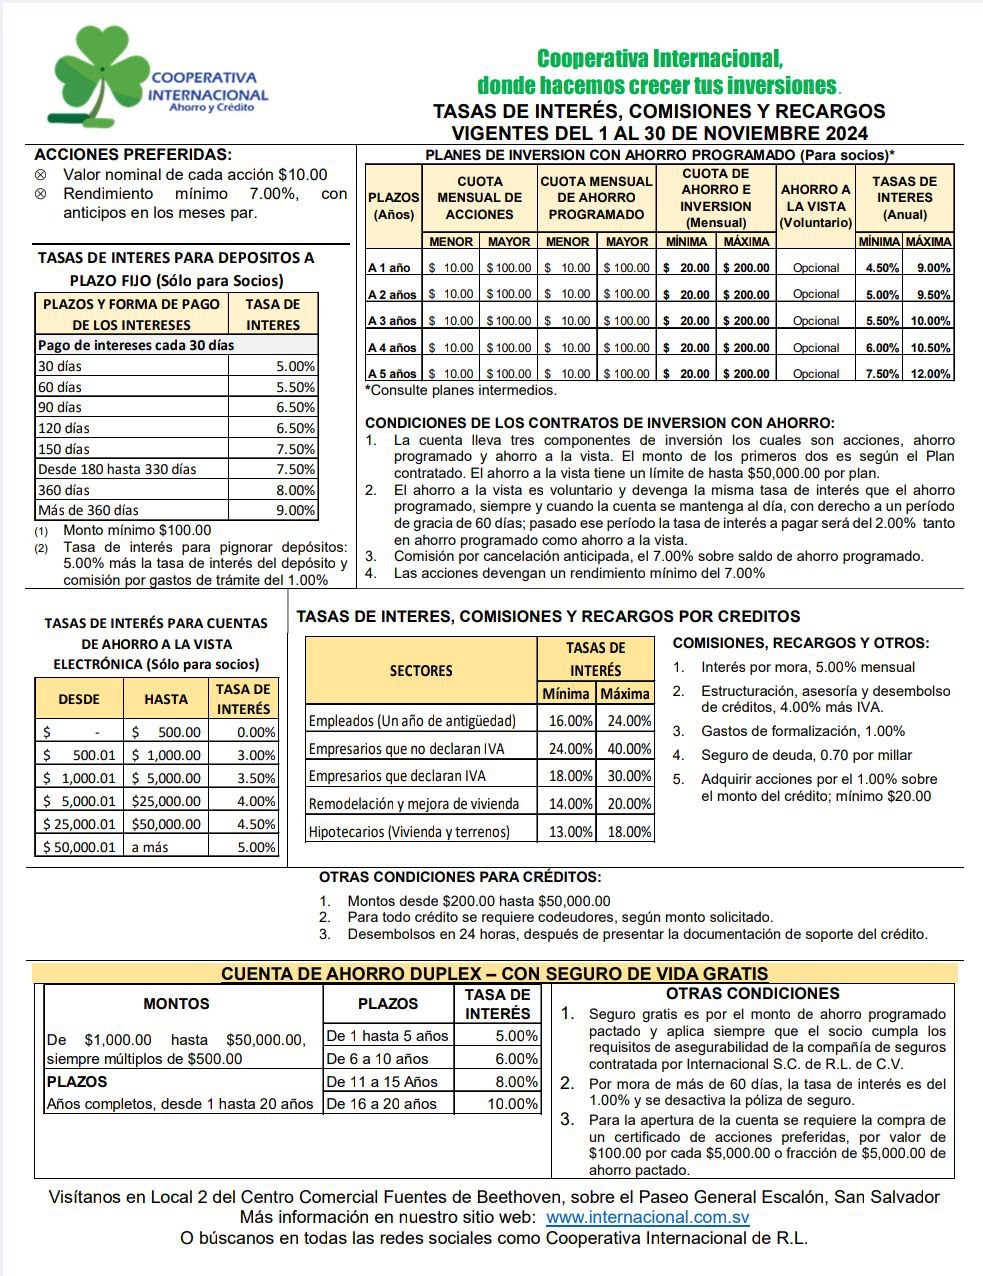 COOPERATIVA
INTERNACIONAL
Ahorro y Crédito
Cooperativa Internacional,
donde hacemos crecer tus inversiones.
TASAS DE INTERÉS, COMISIONES Y RECARGOS
VIGENTES DEL 1 AL 30 DE NOVIEMBRE 2024
ACCIONES PREFERIDAS:
Valor nominal de cada acción $10.00
Rendimiento mínimo 7.00%, con
anticipos en los meses par.
TASAS DE INTERES PARA DEPOSITOS A
PLAZO FIJO (Sólo para Socios)
PLAZOS Y FORMA DE PAGO DE LOS INTERESES TASA DE INTERES
Pago de intereses cada 30 días
30 días 5.00%
60 días 5.50%
90 días 6.50%
120 días 6.50%
150 días 7.50%
Desde 180 hasta 330 días 7.50%
360 días 8.00%
Más de 360 días 9.00%
(1) Monto mínimo $100.00
(2) Tasa de interés para pignorar depósitos:
5.00% más la tasa de interés del depósito y
comisión por gastos de trámite del 1.00%
PLANES DE INVERSION CON AHORRO PROGRAMADO (Para socios)*
PLAZOS (Años) CUOTA MENSUAL DE ACCIONES CUOTA MENSUAL DE AHORRO PROGRAMADO CUOTA DE AHORRO E INVERSION (Mensual) AHORRO A LA VISTA (Voluntario) TASAS DE INTERES (Anual)
MENOR MAYOR MENOR MAYOR MÍNIMA MÁXIMA MÍNIMA MÁXIMA
A 1 año $ 10.00 $ 100.00 $ 10.00 $ 100.00 $ 20.00 $ 200.00 Opcional 4.50% 9.00%
A 2 años $ 10.00 $ 100.00 $ 10.00 $ 100.00 $ 20.00 $ 200.00 Opcional 5.00% 9.50%
A 3 años $ 10.00 $ 100.00 $ 10.00 $ 100.00 $ 20.00 $ 200.00 Opcional 5.50% 10.00%
A 4 años $ 10.00 $ 100.00 $ 10.00 $ 100.00 $ 20.00 $ 200.00 Opcional 6.00% 10.50%
A 5 años $ 10.00 $ 100.00 $ 10.00 $ 100.00 $ 20.00 $ 200.00 Opcional 7.50% 12.00%
*Consulte planes intermedios.
CONDICIONES DE LOS CONTRATOS DE INVERSION CON AHORRO:
1. La cuenta lleva tres componentes de inversión los cuales son acciones, ahorro
programado y ahorro a la vista. El monto de los primeros dos es según el Plan
contratado. El ahorro a la vista tiene un límite de hasta $50,000.00 por plan.
2. El ahorro a la vista es voluntario y devenga la misma tasa de interés que el ahorro
programado, siempre y cuando la cuenta se mantenga al día, con derecho a un período
de gracia de 60 días; pasado ese período la tasa de interés a pagar será del 2.00% tanto
en ahorro programado como ahorro a la vista.
3. Comisión por cancelación anticipada, el 7.00% sobre saldo de ahorro programado.
4. Las acciones devengan un rendimiento mínimo del 7.00%
TASAS DE INTERÉS PARA CUENTAS
DE AHORRO A LA VISTA
ELECTRÓNICA (Sólo para socios)
DESDE HASTA TASA DE INTERÉS
$ - $ 500.00 0.00%
$ 500.01 $ 1,000.00 3.00%
$ 1,000.01 $ 5,000.00 3.50%
$ 5,000.01 $25,000.00 4.00%
$ 25,000.01 $50,000.00 4.50%
$ 50,000.01 a más 5.00%
TASAS DE INTERES, COMISIONES Y RECARGOS POR CREDITOS
SECTORES TASAS DE INTERÉS
Mínima Máxima
Empleados (Un año de antigüedad) 16.00% 24.00%
Empresarios que no declaran IVA 24.00% 40.00%
Empresarios que declaran IVA 18.00% 30.00%
Remodelación y mejora de vivienda 14.00% 20.00%
Hipotecarios (Vivienda y terrenos) 13.00% 18.00%
COMISIONES, RECARGOS Y OTROS:
1. Interés por mora, 5.00% mensual
2. Estructuración, asesoría y desembolso
de créditos, 4.00% más IVA.
3. Gastos de formalización, 1.00%
4. Seguro de deuda, 0.70 por millar
5. Adquirir acciones por el 1.00% sobre
el monto del crédito; mínimo $20.00
OTRAS CONDICIONES PARA CRÉDITOS:
1. Montos desde $200.00 hasta $50,000.00
2. Para todo crédito se requiere codeudores, según monto solicitado.
3. Desembolsos en 24 horas, después de presentar la documentación de soporte del crédito.
CUENTA DE AHORRO DUPLEX – CON SEGURO DE VIDA GRATIS
MONTOS PLAZOS TASA DE INTERÉS
De $1,000.00 hasta $50,000.00,
siempre múltiplos de $500.00
De 1 hasta 5 años 5.00%
De 6 a 10 años 6.00%
PLAZOS De 11 a 15 Años 8.00%
Años completos, desde 1 hasta 20 años De 16 a 20 años 10.00%
OTRAS CONDICIONES
1. Seguro gratis es por el monto de ahorro programado
pactado y aplica siempre que el socio cumpla los
requisitos de asegurabilidad de la compañía de seguros
contratada por Internacional S.C. de R.L. de C.V.
2. Por mora de más de 60 días, la tasa de interés es del
1.00% y se desactiva la póliza de seguro.
3. Para la apertura de la cuenta se requiere la compra de
un certificado de acciones preferidas, por valor de
$100.00 por cada $5,000.00 o fracción de $5,000.00 de
ahorro pactado.
Visítanos en Local 2 del Centro Comercial Fuentes de Beethoven, sobre el Paseo General Escalón, San Salvador
Más información en nuestro sitio web: www.internacional.com.sv
O búscanos en todas las redes sociales como Cooperativa Internacional de R.L.